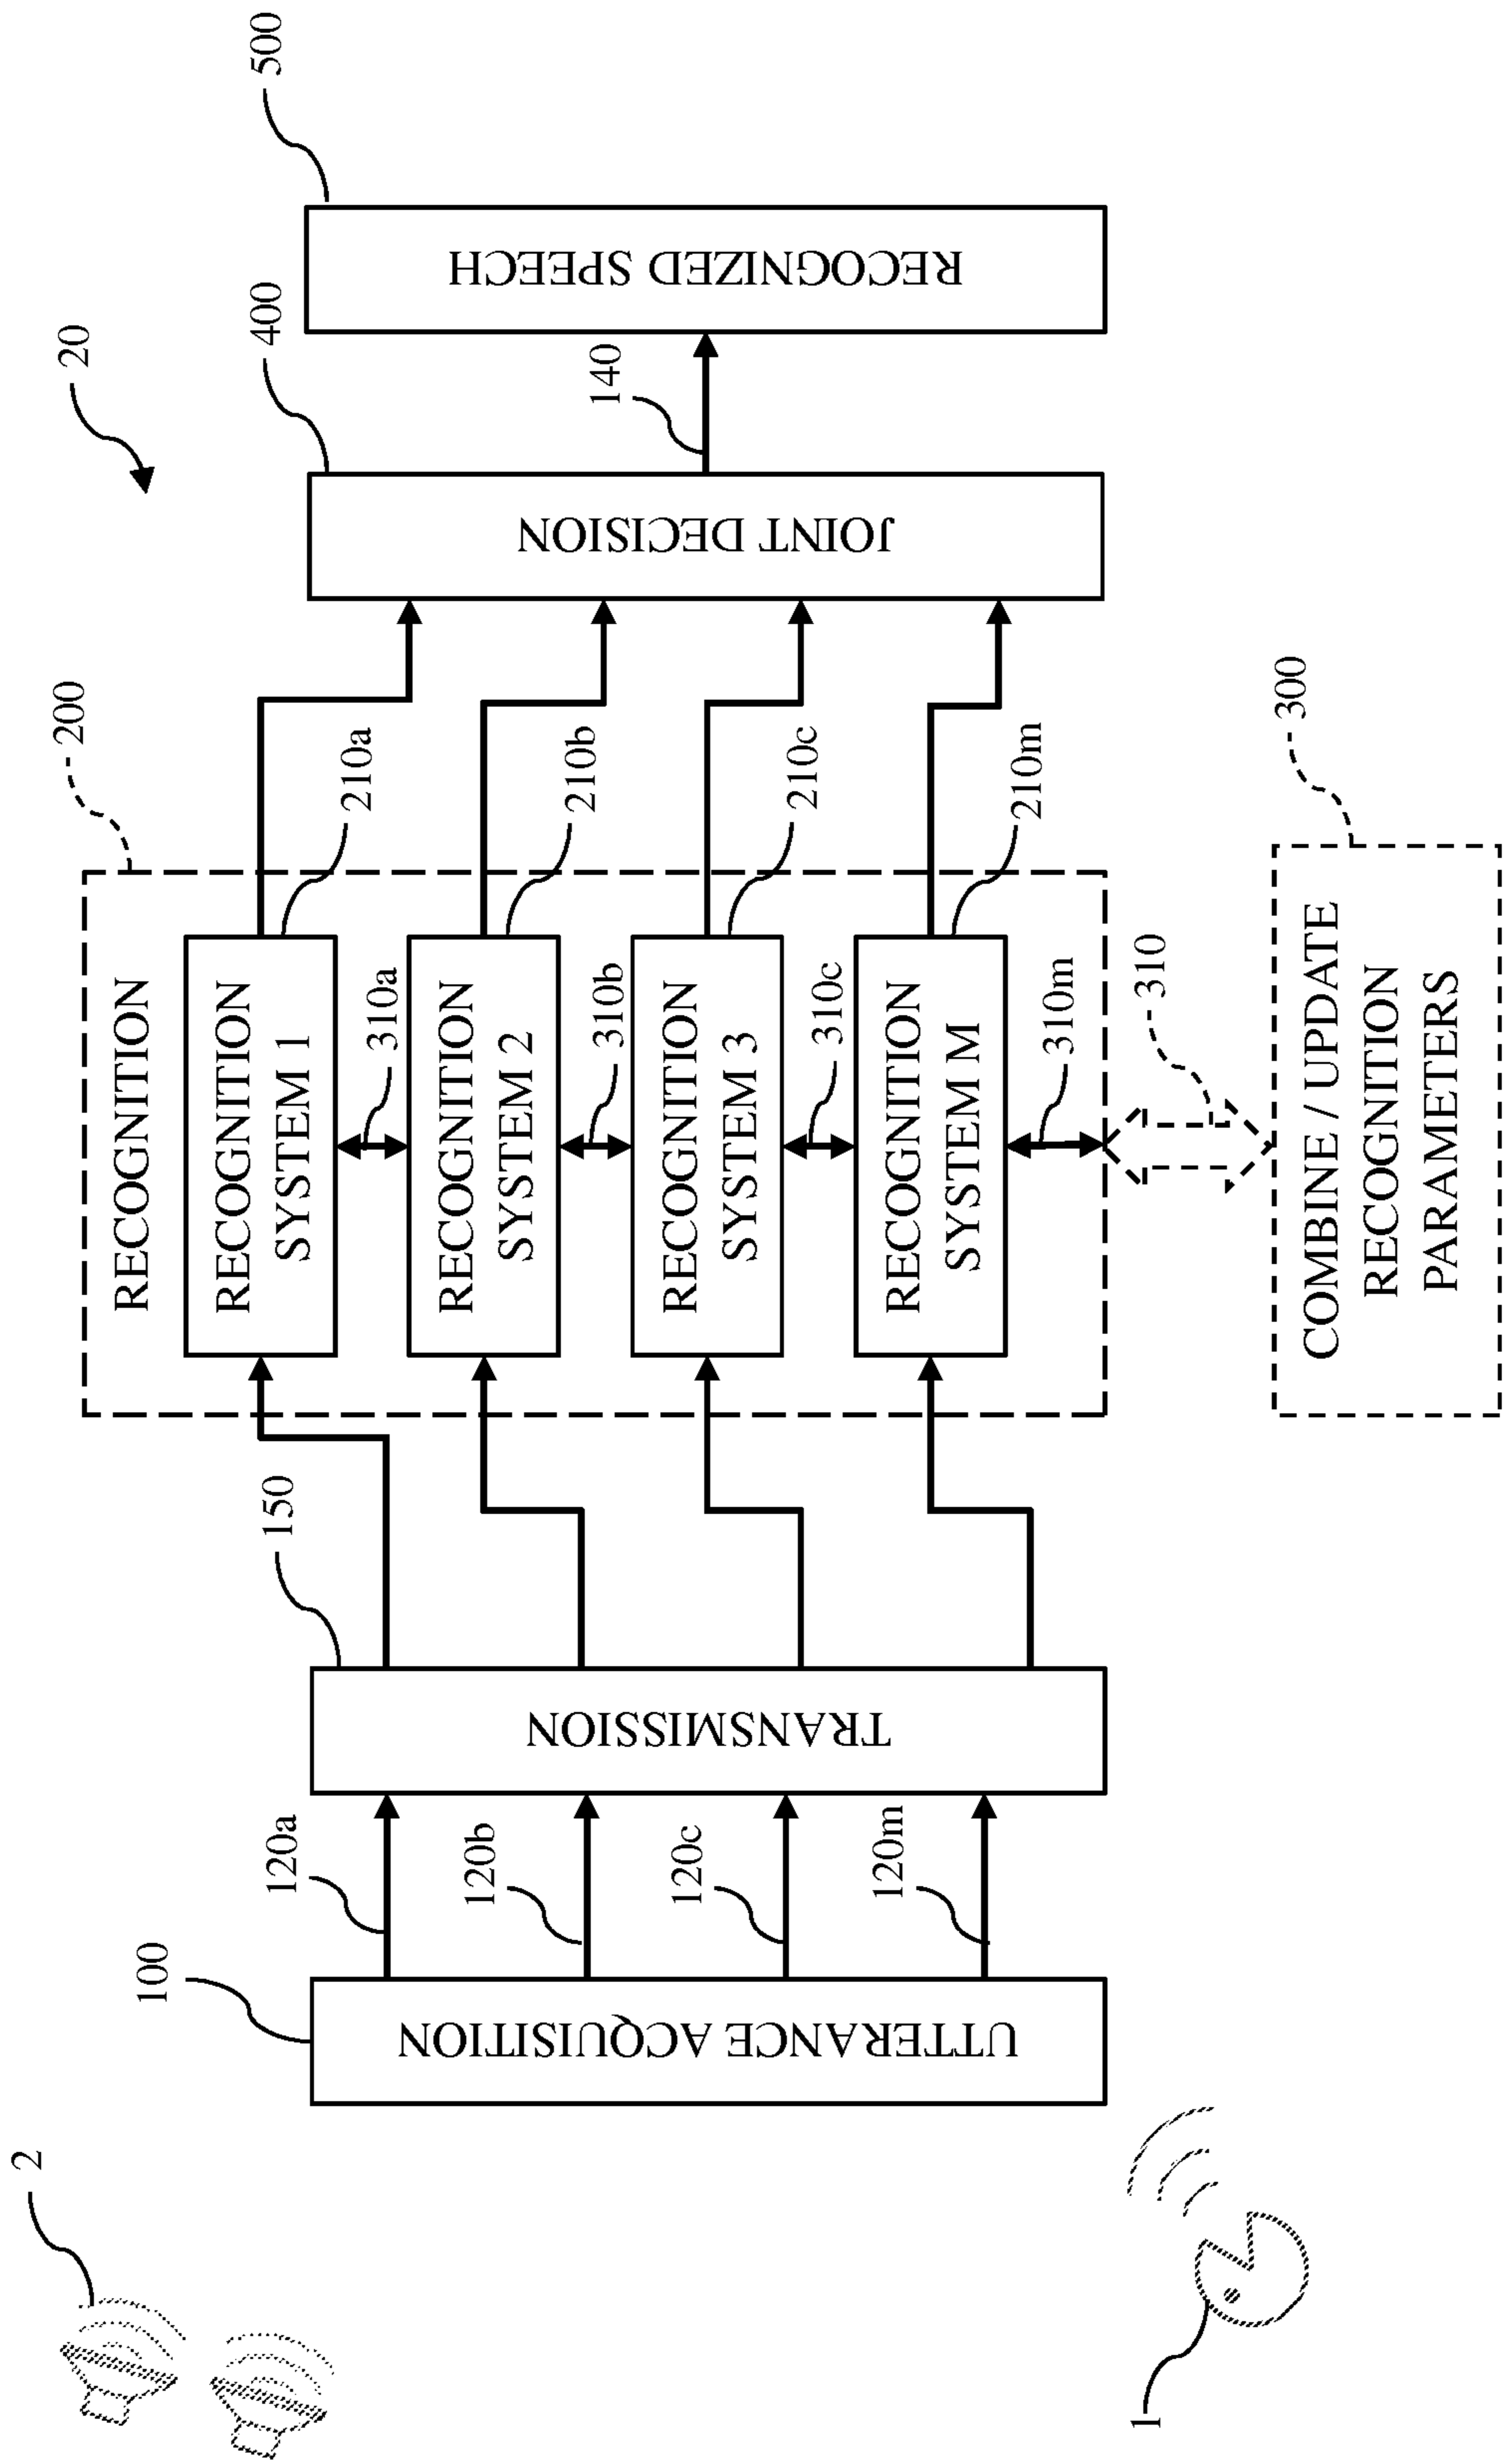 20
2
1
100
UTTERANCE ACQUISITION
120a
120b
120c
120m
150
TRANSMISSION
200
RECOGNITION
RECOGNITION
SYSTEM 1
210a
310a
RECOGNITION
SYSTEM 2
210b
310b
RECOGNITION
SYSTEM 3
210c
310c
RECOGNITION
SYSTEM M
210m
310m
310
300
COMBINE / UPDATE
RECOGNITION
PARAMETERS
400
JOINT DECISION
140
500
RECOGNIZED SPEECH